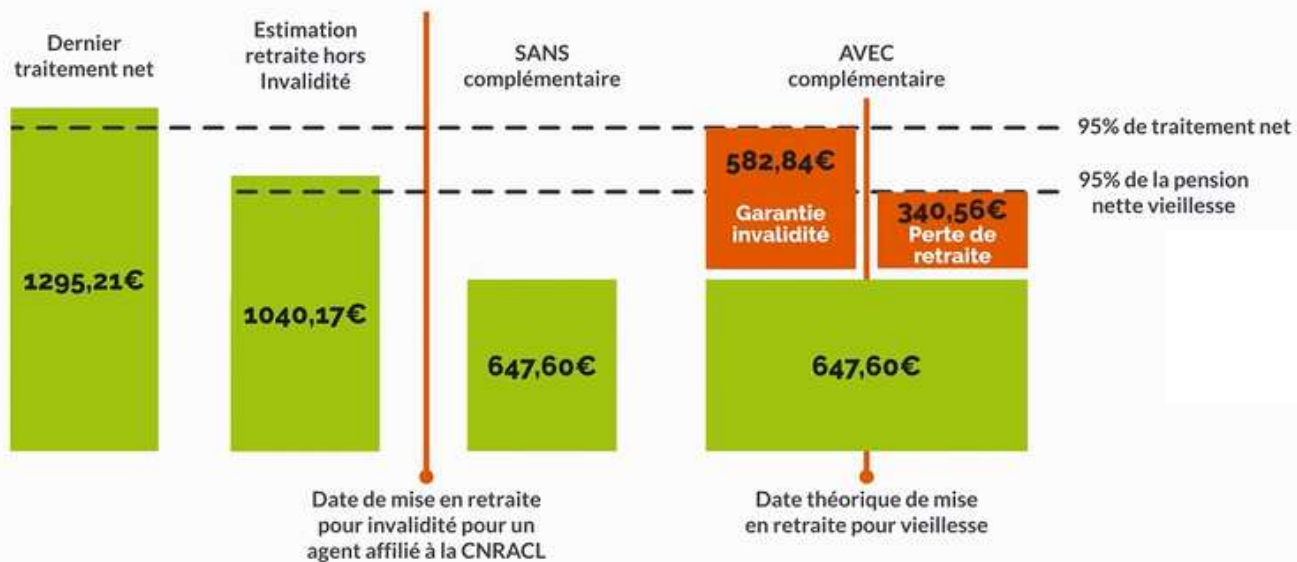 Dernier
traitement net
Estimation
retraite hors
Invalidité
SANS
complémentaire
AVEC
complémentaire
95% de traitement net
95% de la pension
nette vieillesse
1295,21€
1040,17€
647,60€
582,84€
Garantie
invalidité
340,56€
Perte de
retraite
647,60€
Date de mise en retraite
pour invalidité pour un
agent affilié à la CNRACL
Date théorique de mise
en retraite pour vieillesse